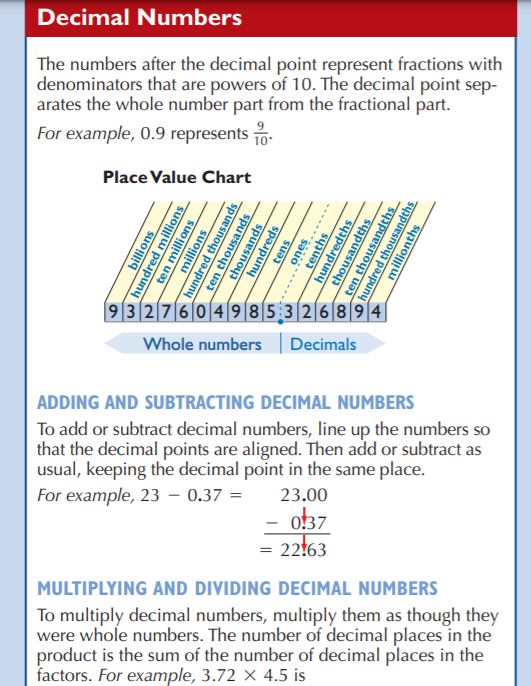 Decimal Numbers
The numbers after the decimal point represent fractions with
denominators that are powers of 10. The decimal point sep-
arates the whole number part from the fractional part.
For example, 0.9 represents 9/10.
Place Value Chart
billions
hundred millions
ten millions
millions
hundred thousands
ten thousands
thousands
hundreds
tens
ones
tenths
hundredths
thousandths
ten thousandths
hundred thousandths
millionths
9 3 2 7 6 0 4 9 8 5 . 3 2 6 8 9 4
Whole numbers Decimals
ADDING AND SUBTRACTING DECIMAL NUMBERS
To add or subtract decimal numbers, line up the numbers so
that the decimal points are aligned. Then add or subtract as
usual, keeping the decimal point in the same place.
For example, 23 − 0.37 = 23.00
− 0.37
= 22.63
MULTIPLYING AND DIVIDING DECIMAL NUMBERS
To multiply decimal numbers, multiply them as though they
were whole numbers. The number of decimal places in the
product is the sum of the number of decimal places in the
factors. For example, 3.72 × 4.5 is